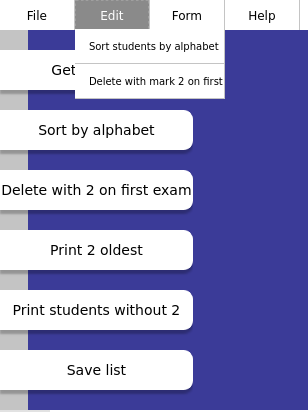 File Edit Form Help
Sort students by alphabet
Get
Delete with mark 2 on first
Sort by alphabet
Delete with 2 on first exam
Print 2 oldest
Print students without 2
Save list